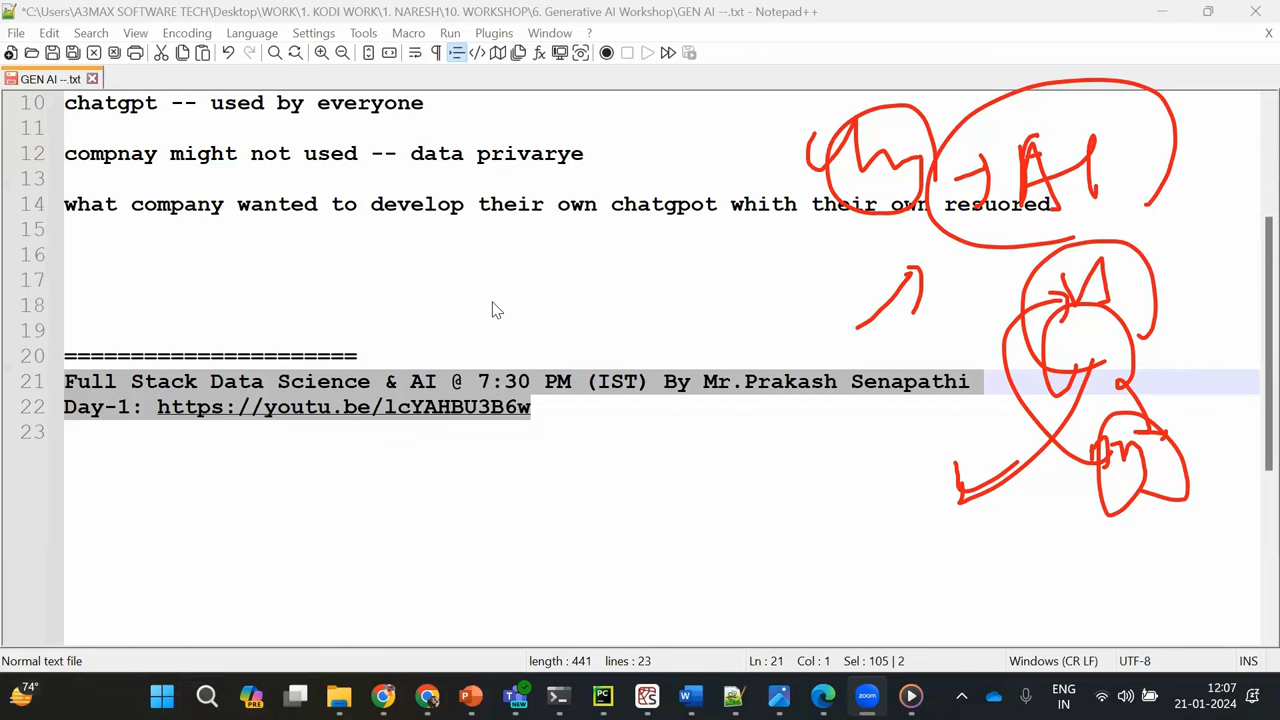 *C:\Users\A3MAX SOFTWARE TECH\Desktop\WORK\1. KODI WORK\1. NARESH\10. WORKSHOP\6. Generative AI Workshop\GEN AI --.txt - Notepad++
File Edit Search View Encoding Language Settings Tools Macro Run Plugins Window ? X
GEN AI --.txt
10 chatgpt -- used by everyone
11
12 compnay might not used -- data privarye
13
14 what company wanted to develop their own chatgpot whith their own resuored
15
16
17
18
19
20 ======================
21 Full Stack Data Science & AI @ 7:30 PM (IST) By Mr.Prakash Senapathi
22 Day-1: https://youtu.be/lcYAHBU3B6w
23
AI
Normal text file length : 441 lines : 23 Ln : 21 Col : 1 Sel : 105 | 2 Windows (CR LF) UTF-8 INS
74° PRE NEW PC zoom ENG 12:07
IN 21-01-2024